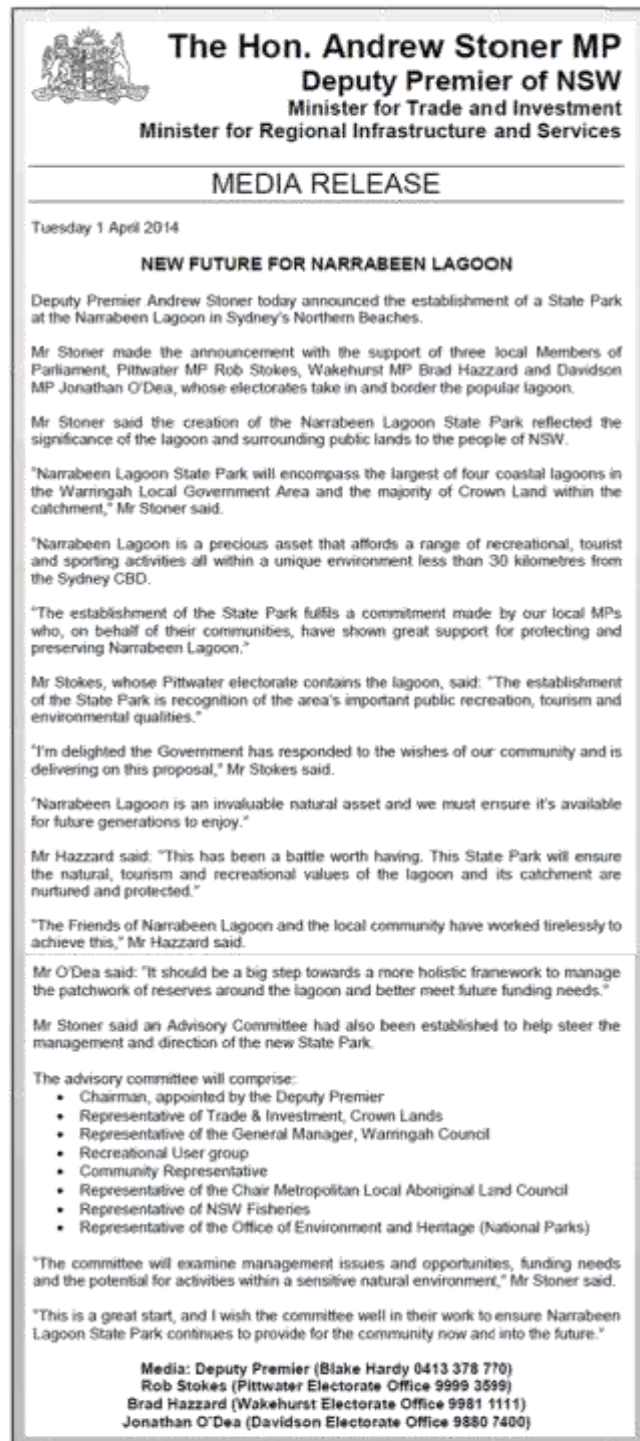 The Hon. Andrew Stoner MP
Deputy Premier of NSW
Minister for Trade and Investment
Minister for Regional Infrastructure and Services
MEDIA RELEASE
Tuesday 1 April 2014
NEW FUTURE FOR NARRABEEN LAGOON
Deputy Premier Andrew Stoner today announced the establishment of a State Park
at the Narrabeen Lagoon in Sydney's Northern Beaches.
Mr Stoner made the announcement with the support of three local Members of
Parliament, Pittwater MP Rob Stokes, Wakehurst MP Brad Hazzard and Davidson
MP Jonathan O'Dea, whose electorates take in and border the popular lagoon.
Mr Stoner said the creation of the Narrabeen Lagoon State Park reflected the
significance of the lagoon and surrounding public lands to the people of NSW.
"Narrabeen Lagoon State Park will encompass the largest of four coastal lagoons in
the Warringah Local Government Area and the majority of Crown Land within the
catchment," Mr Stoner said.
"Narrabeen Lagoon is a precious asset that affords a range of recreational, tourist
and sporting activities all within a unique environment less than 30 kilometres from
the Sydney CBD.
"The establishment of the State Park fulfils a commitment made by our local MPs
who, on behalf of their communities, have shown great support for protecting and
preserving Narrabeen Lagoon."
Mr Stokes, whose Pittwater electorate contains the lagoon, said: "The establishment
of the State Park is recognition of the area's important public recreation, tourism and
environmental qualities."
"I'm delighted the Government has responded to the wishes of our community and is
delivering on this proposal," Mr Stokes said.
"Narrabeen Lagoon is an invaluable natural asset and we must ensure it's available
for future generations to enjoy."
Mr Hazzard said: "This has been a battle worth having. This State Park will ensure
the natural, tourism and recreational values of the lagoon and its catchment are
nurtured and protected."
"The Friends of Narrabeen Lagoon and the local community have worked tirelessly to
achieve this," Mr Hazzard said.
Mr O'Dea said: "It should be a big step towards a more holistic framework to manage
the patchwork of reserves around the lagoon and better meet future funding needs."
Mr Stoner said an Advisory Committee had also been established to help steer the
management and direction of the new State Park.
The advisory committee will comprise:
• Chairman, appointed by the Deputy Premier
• Representative of Trade & Investment, Crown Lands
• Representative of the General Manager, Warringah Council
• Recreational User group
• Community Representative
• Representative of the Chair Metropolitan Local Aboriginal Land Council
• Representative of NSW Fisheries
• Representative of the Office of Environment and Heritage (National Parks)
"The committee will examine management issues and opportunities, funding needs
and the potential for activities within a sensitive natural environment," Mr Stoner said.
"This is a great start, and I wish the committee well in their work to ensure Narrabeen
Lagoon State Park continues to provide for the community now and into the future."
Media: Deputy Premier (Blake Hardy 0413 378 770)
Rob Stokes (Pittwater Electorate Office 9999 3599)
Brad Hazzard (Wakehurst Electorate Office 9981 1111)
Jonathan O'Dea (Davidson Electorate Office 9880 7400)